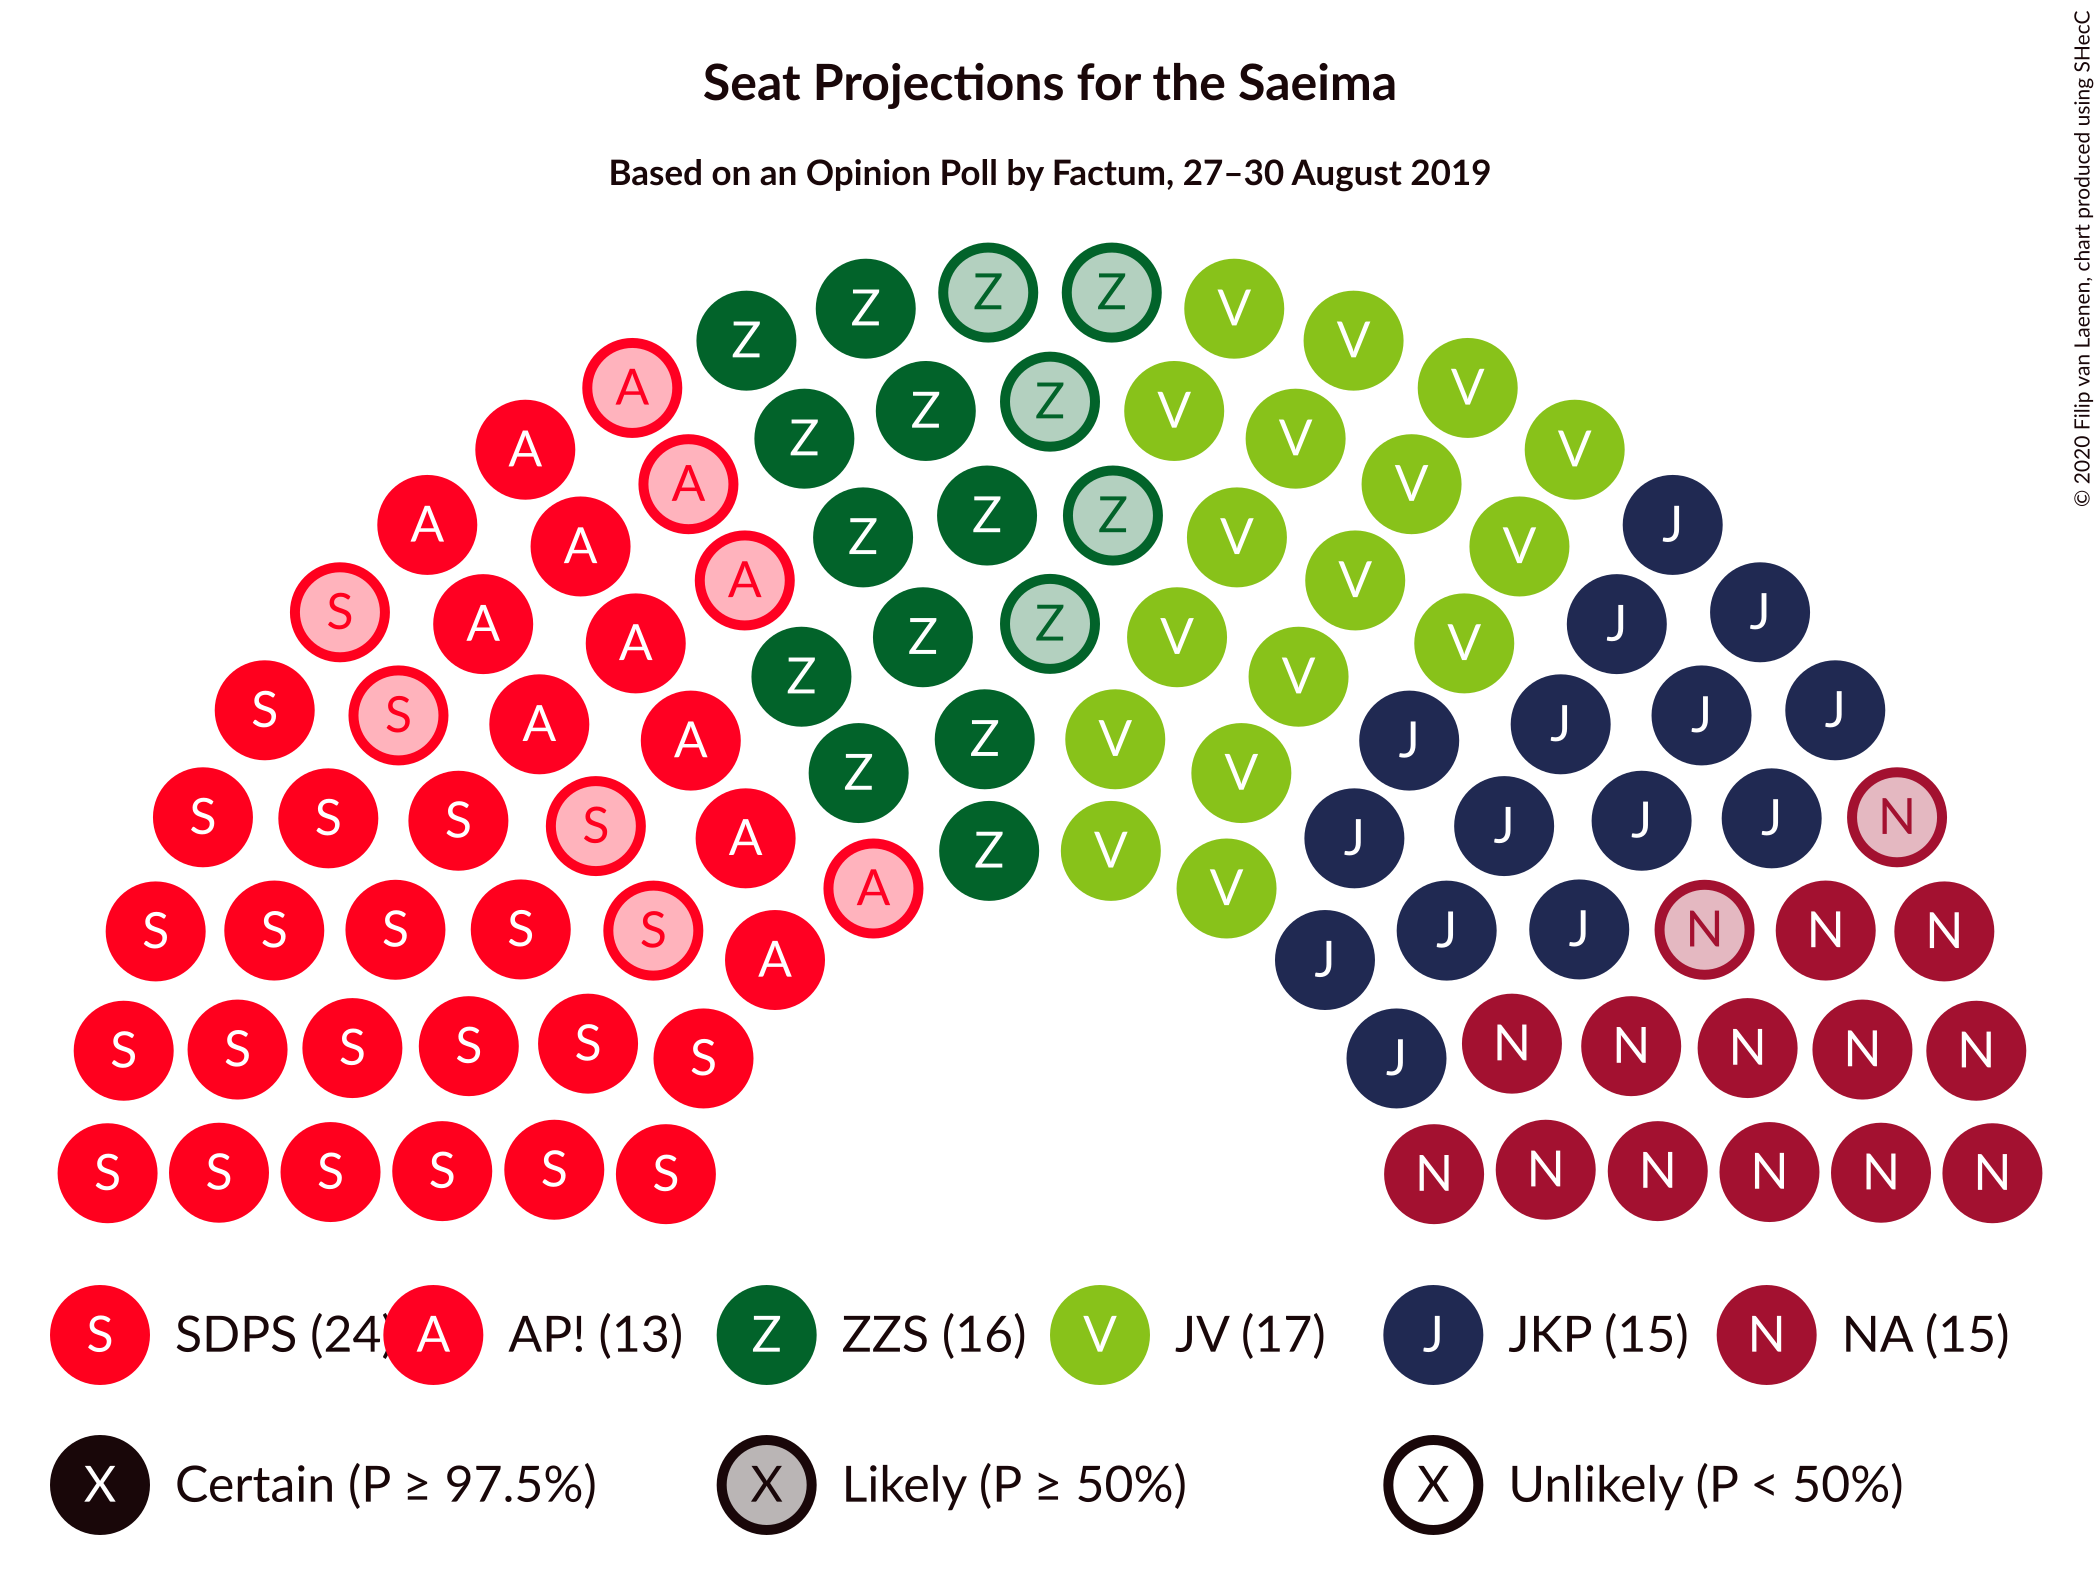 Seat Projections for the Saeima
Based on an Opinion Poll by Factum, 27–30 August 2019
© 2020 Filip van Laenen, chart produced using SHecC
Z Z Z Z V V V V
A Z Z Z V V V V
A A Z Z Z V V V
A A A Z Z Z V V V J
S A A A Z Z V V J J J
S S A A Z V V J J J J
S S S S A A Z V V J J J J J N
S S S S S A J J J N N N
S S S S S S J N N N N N
S S S S S S N N N N N N
S SDPS (24) A AP! (13) Z ZZS (16) V JV (17) J JKP (15) N NA (15)
X Certain (P ≥ 97.5%) X Likely (P ≥ 50%) X Unlikely (P < 50%)